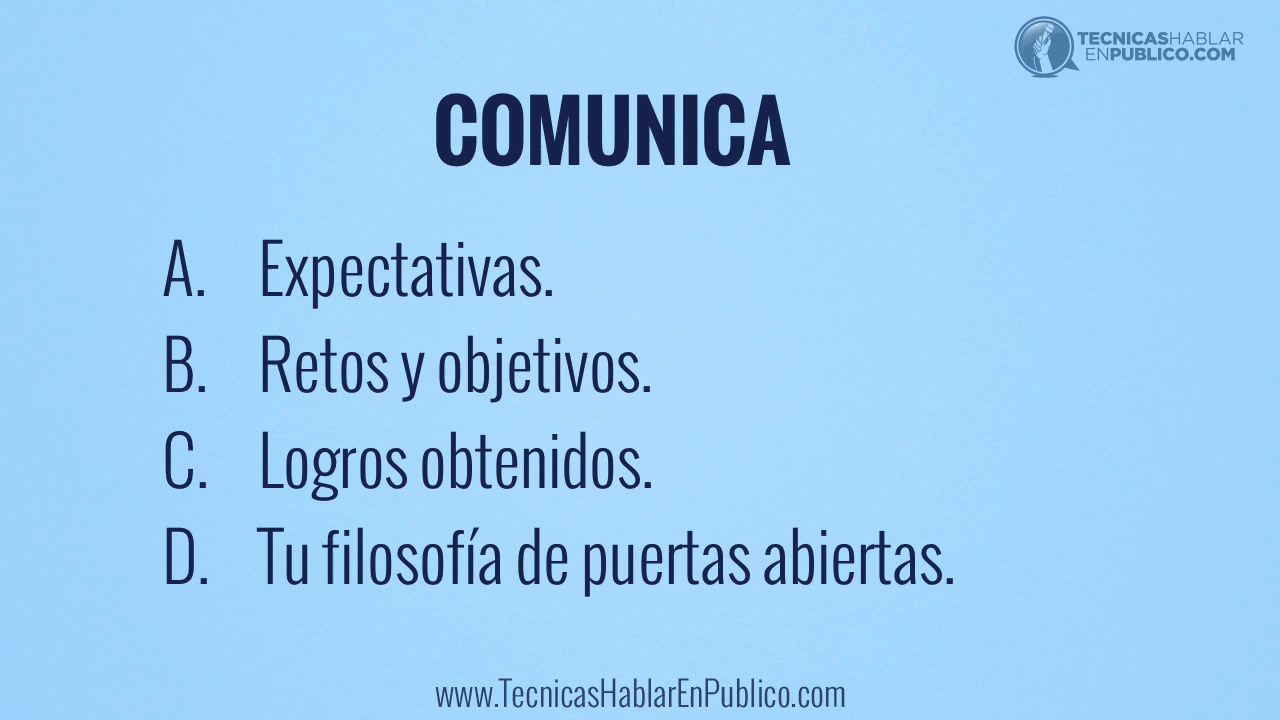 TECNICASHABLAR
ENPUBLICO.COM
COMUNICA
A. Expectativas.
B. Retos y objetivos.
C. Logros obtenidos.
D. Tu filosofía de puertas abiertas.
www.TecnicasHablarEnPublico.com